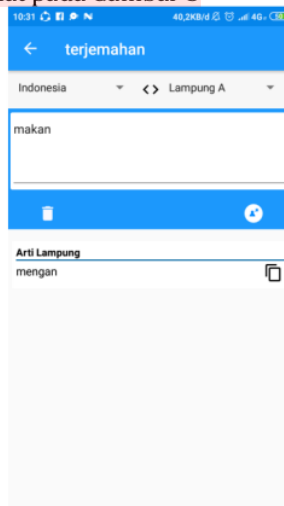 10:31 40,2KB/d 4G
terjemahan
Indonesia <> Lampung A
makan
Arti Lampung
mengan